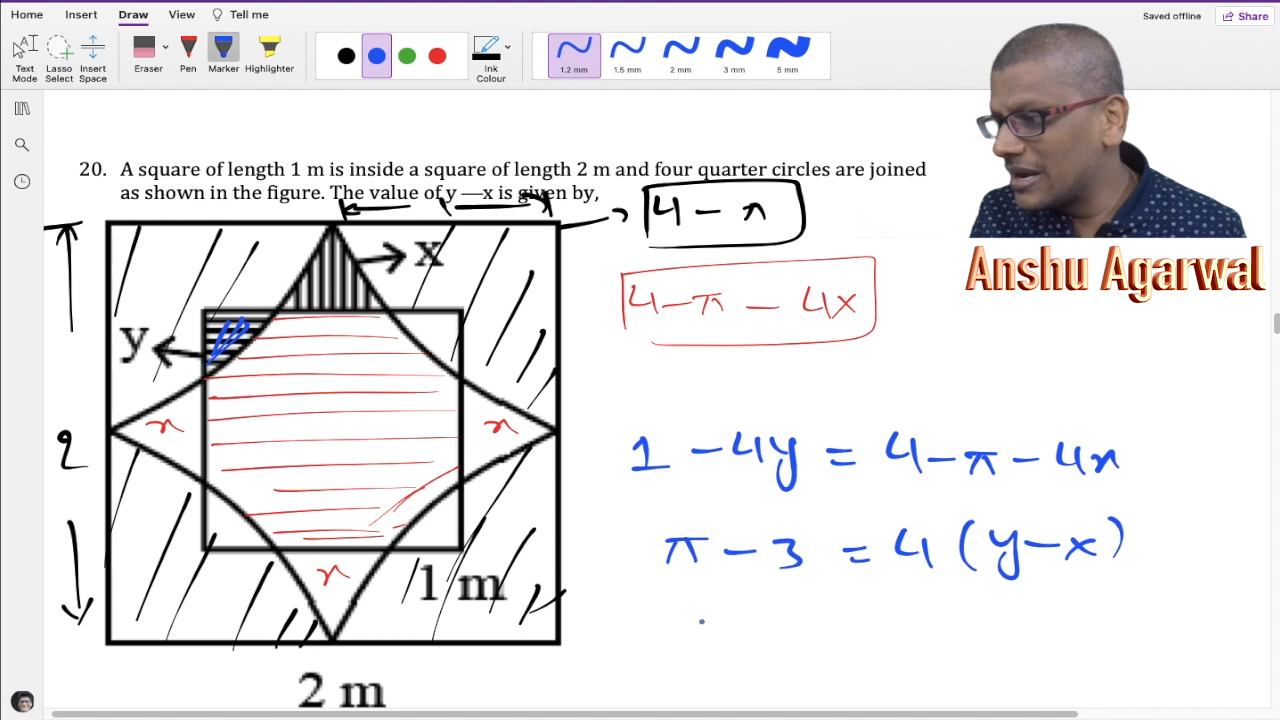 Home Insert Draw View Tell me
Saved offline Share
Text Mode Lasso Select Insert Space Eraser Pen Marker Highlighter Ink Colour 1.2 mm 1.5 mm 2 mm 3 mm 5 mm
20. A square of length 1 m is inside a square of length 2 m and four quarter circles are joined
as shown in the figure. The value of y —x is given by,
1
4 - π
x
Anshu Agarwal
4 - π - 4x
y
x x
2
1 - 4y = 4 - π - 4x
π - 3 = 4 (y - x)
x
1 m
2 m